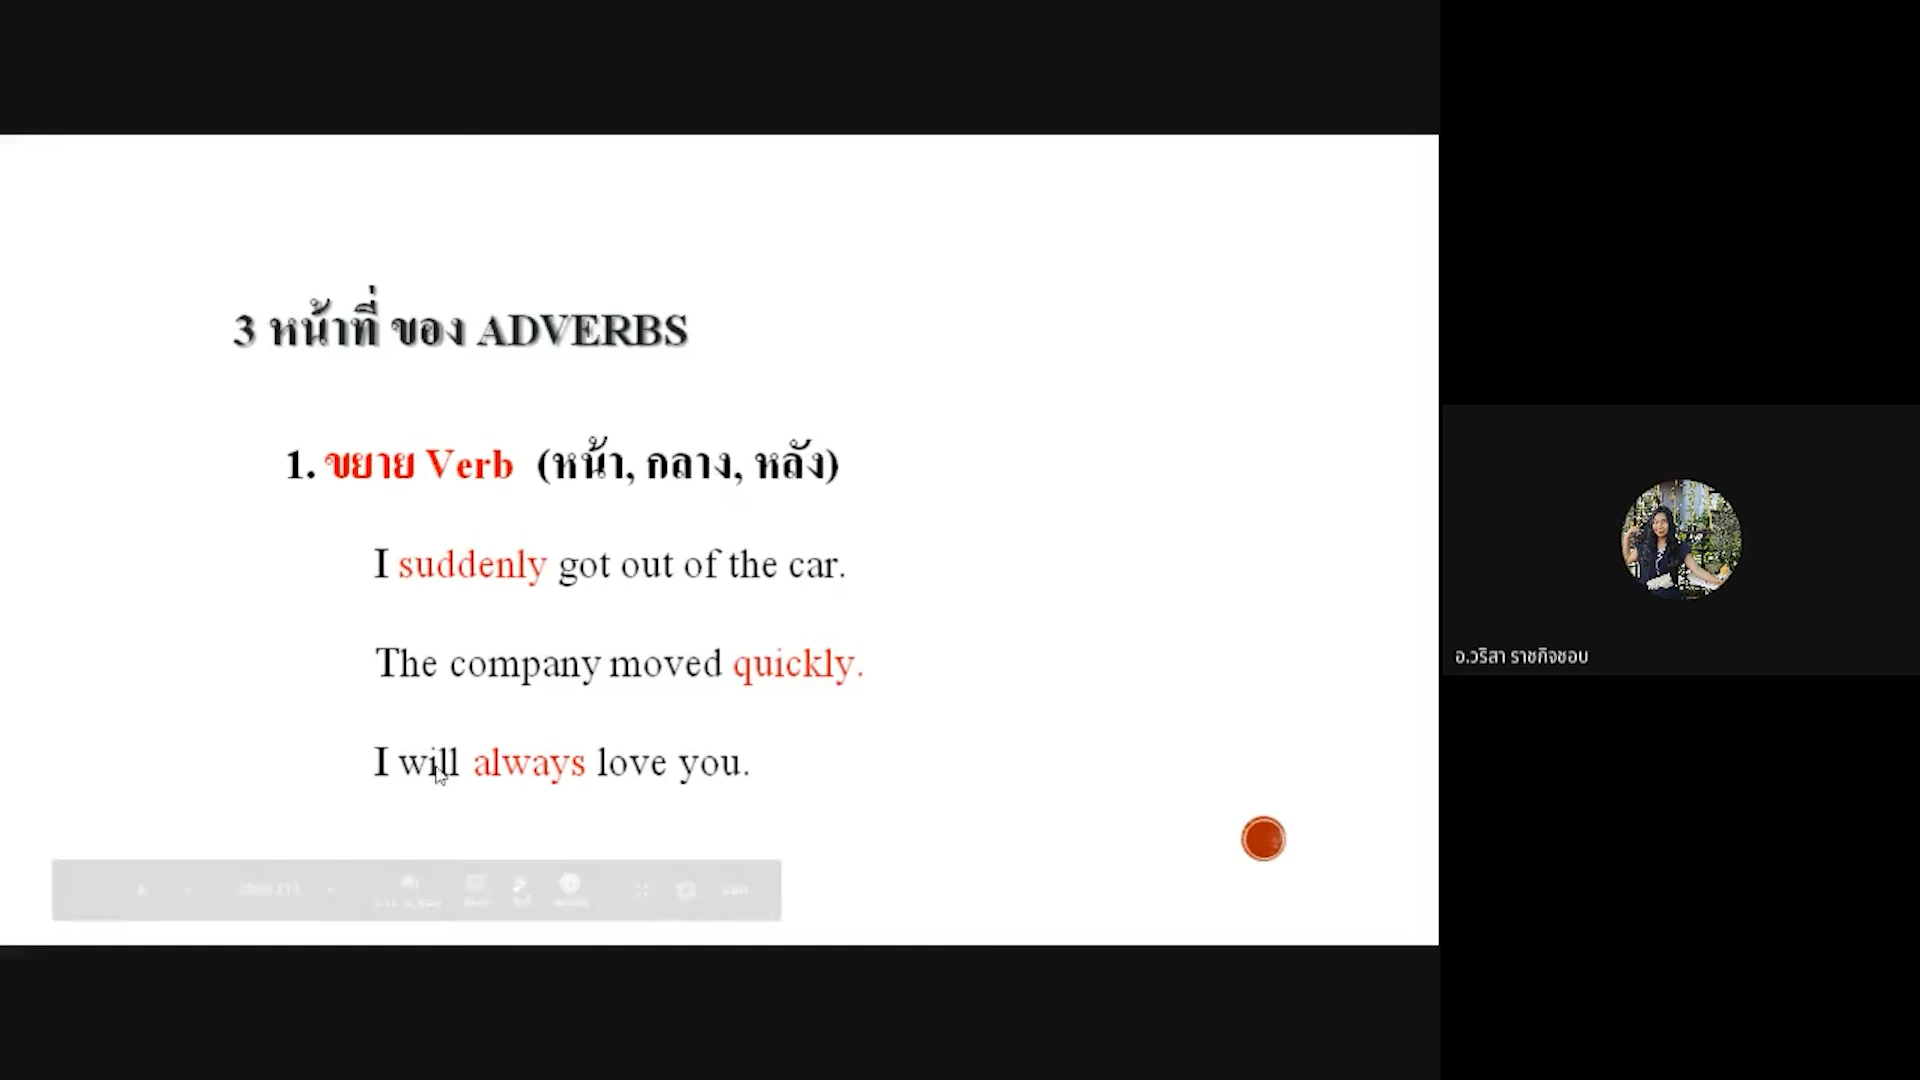 3 หน้าที่ ของ ADVERBS
1. ขยาย Verb (หน้า, กลาง, หลัง)
I suddenly got out of the car.
The company moved quickly.
I will always love you.
อ.วริสา ราชกิจชอบ